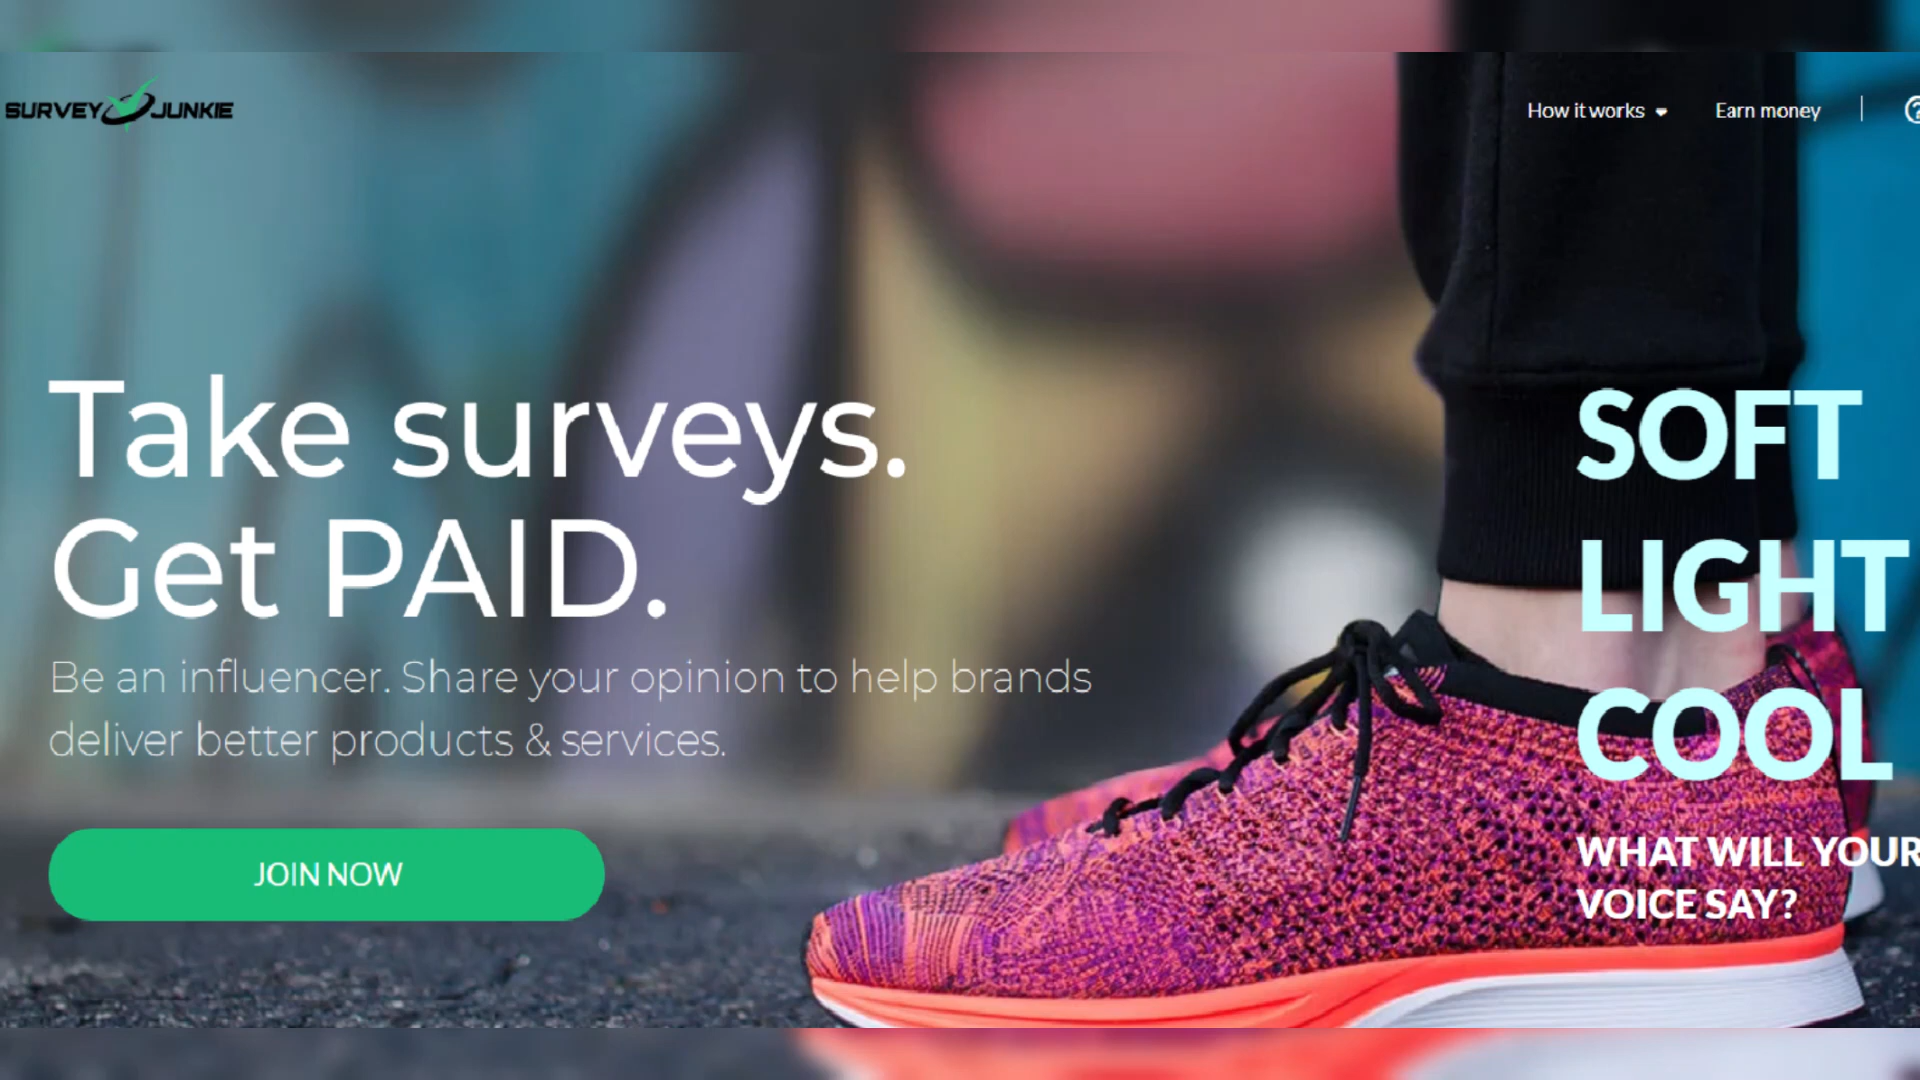 SURVEY JUNKIE
How it works
Earn money
Take surveys.
Get PAID.
Be an influencer. Share your opinion to help brands
deliver better products & services.
JOIN NOW
SOFT
LIGHT
COOL
WHAT WILL YOUR
VOICE SAY?